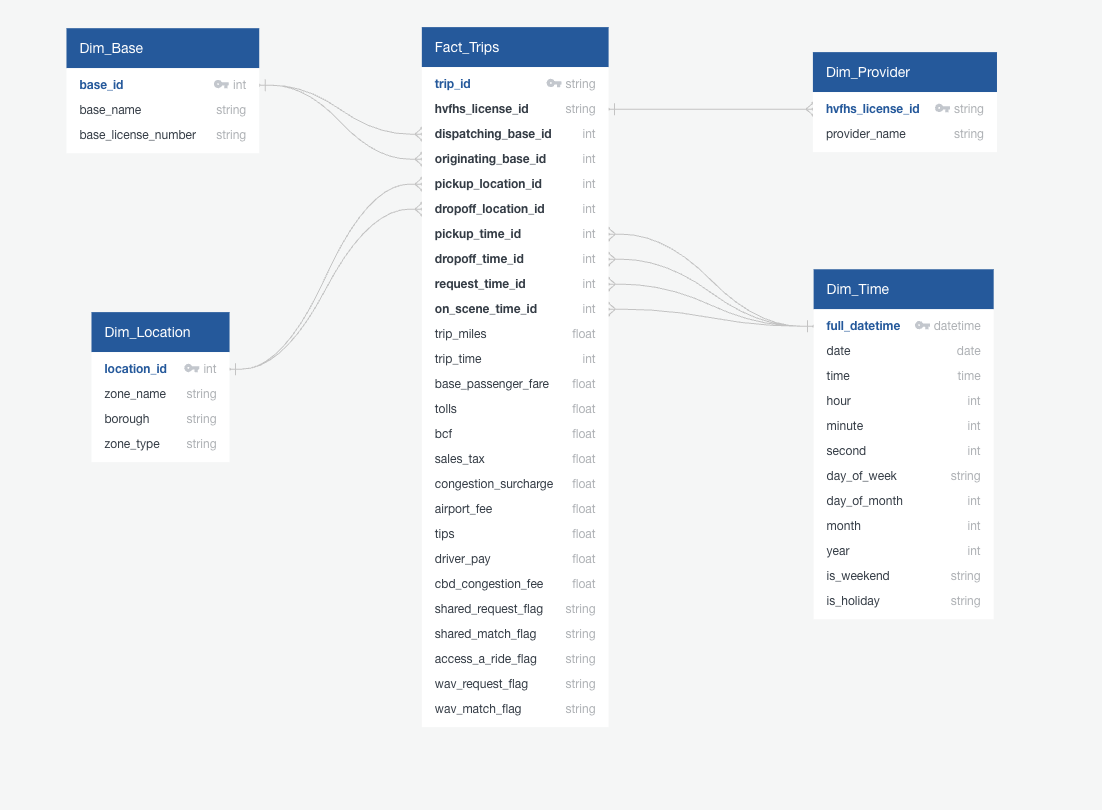 Dim_Base
base_id int
base_name string
base_license_number string
Fact_Trips
trip_id string
hvfhs_license_id string
dispatching_base_id int
originating_base_id int
pickup_location_id int
dropoff_location_id int
pickup_time_id int
dropoff_time_id int
request_time_id int
on_scene_time_id int
trip_miles float
trip_time int
base_passenger_fare float
tolls float
bcf float
sales_tax float
congestion_surcharge float
airport_fee float
tips float
driver_pay float
cbd_congestion_fee float
shared_request_flag string
shared_match_flag string
access_a_ride_flag string
wav_request_flag string
wav_match_flag string
Dim_Provider
hvfhs_license_id string
provider_name string
Dim_Location
location_id int
zone_name string
borough string
zone_type string
Dim_Time
full_datetime datetime
date date
time time
hour int
minute int
second int
day_of_week string
day_of_month int
month int
year int
is_weekend string
is_holiday string